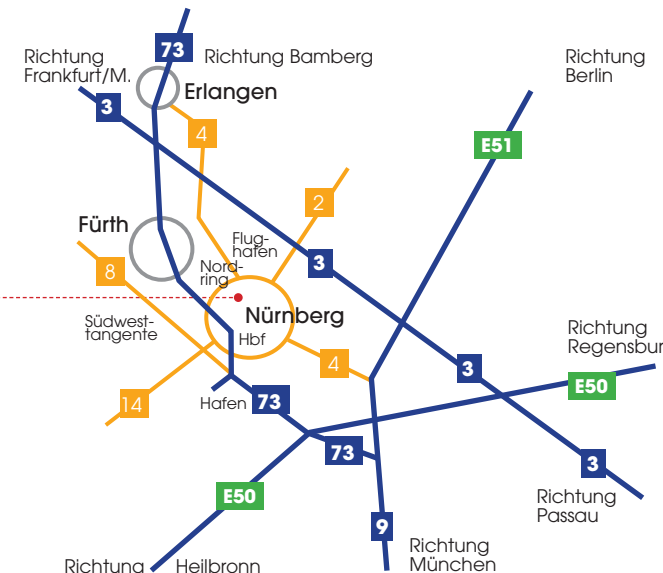 73
Richtung
Frankfurt/M.
Richtung Bamberg
Richtung
Berlin
3
Erlangen
4
E51
2
Fürth
Flug-
hafen
8
Nord-
ring
3
Nürnberg
Südwest-
tangente
Hbf
Richtung
4
3
E50
14
Hafen
73
73
3
E50
Richtung
Passau
9
Richtung
München
Richtung
Heilbronn